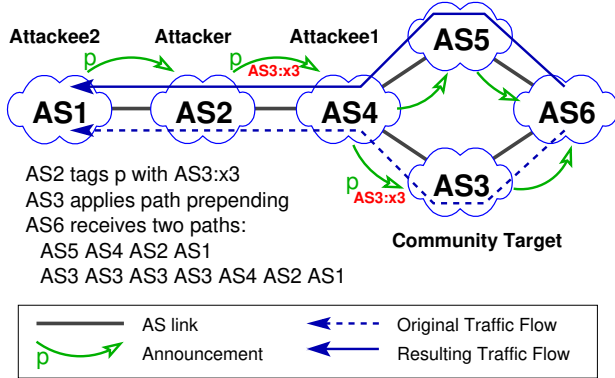 Attackee2 Attacker Attackee1
AS5
p p
AS3:x3
AS1 AS2 AS4 AS6
AS2 tags p with AS3:x3
p AS3:x3
AS3
AS3 applies path prepending
AS6 receives two paths:
AS5 AS4 AS2 AS1
Community Target
AS3 AS3 AS3 AS3 AS4 AS2 AS1
AS link
Original Traffic Flow
p Announcement
Resulting Traffic Flow